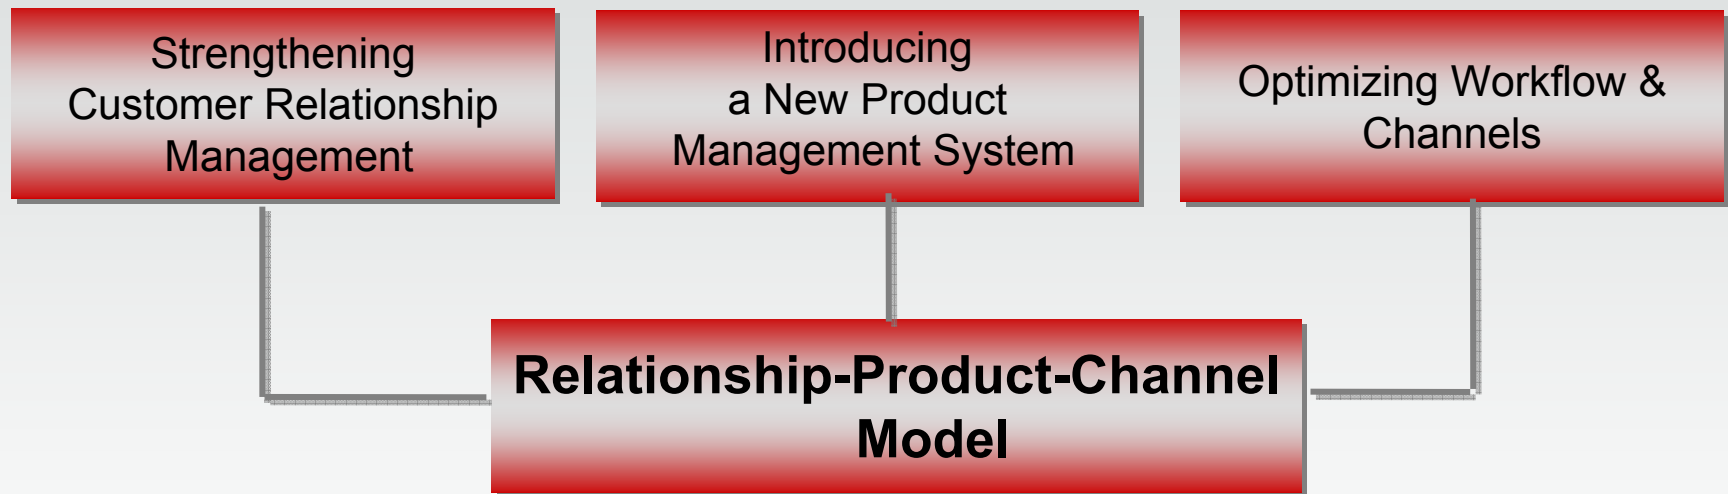 Strengthening
Customer Relationship
Management
Introducing
a New Product
Management System
Optimizing Workflow &
Channels
Relationship-Product-Channel
Model